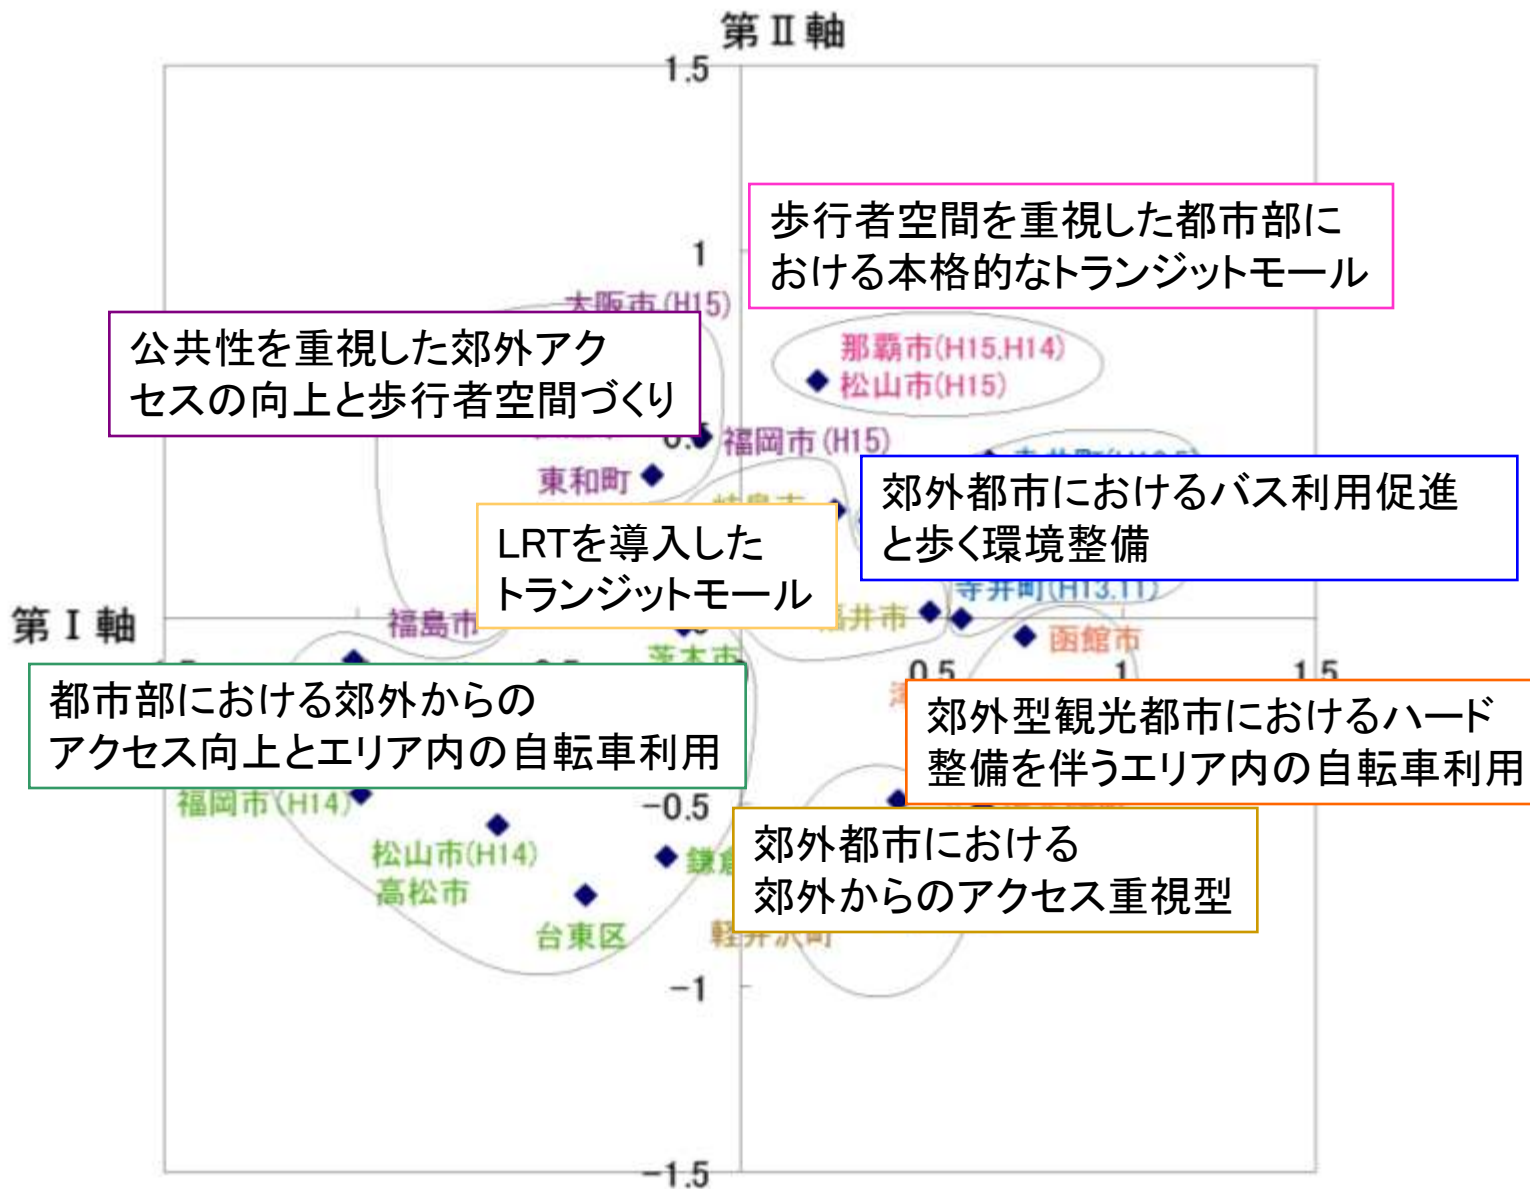 第Ⅱ軸
1.5
歩行者空間を重視した都市部に
おける本格的なトランジットモール
1
大阪市(H15)
公共性を重視した郊外アク
セスの向上と歩行者空間づくり
那覇市(H15,H14)
松山市(H15)
福岡市(H15)
東和町
郊外都市におけるバス利用促進
と歩く環境整備
LRTを導入した
トランジットモール
寺井町(H13.11)
第Ⅰ軸
福島市
福井市
函館市
茨木市
0.5
1
1.5
都市部における郊外からの
アクセス向上とエリア内の自転車利用
郊外型観光都市におけるハード
整備を伴うエリア内の自転車利用
福岡市(H14)
-0.5
松山市(H14)
高松市
鎌倉
郊外都市における
郊外からのアクセス重視型
台東区
軽井沢町
-1
-1.5